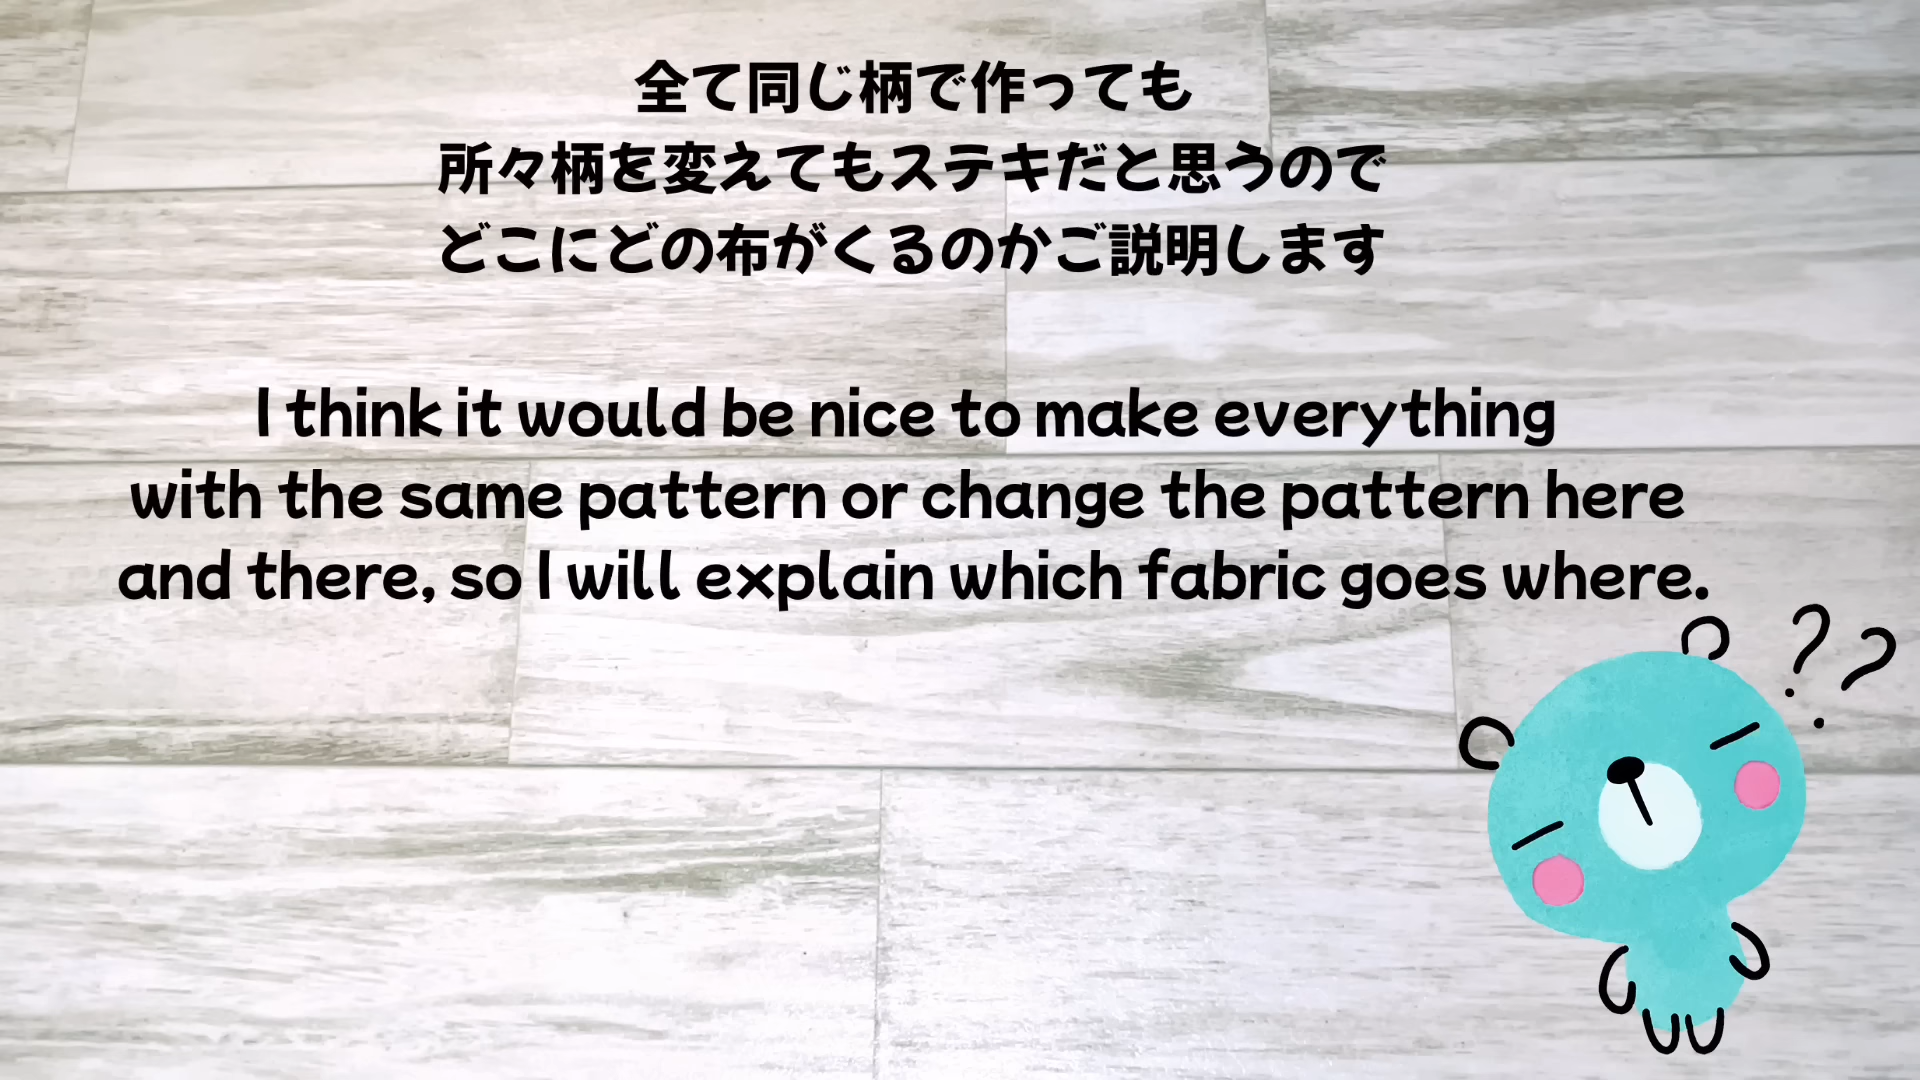 全て同じ柄で作っても
所々柄を変えてもステキだと思うので
どこにどの布がくるのかご説明します
I think it would be nice to make everything
with the same pattern or change the pattern here
and there, so I will explain which fabric goes where.
??